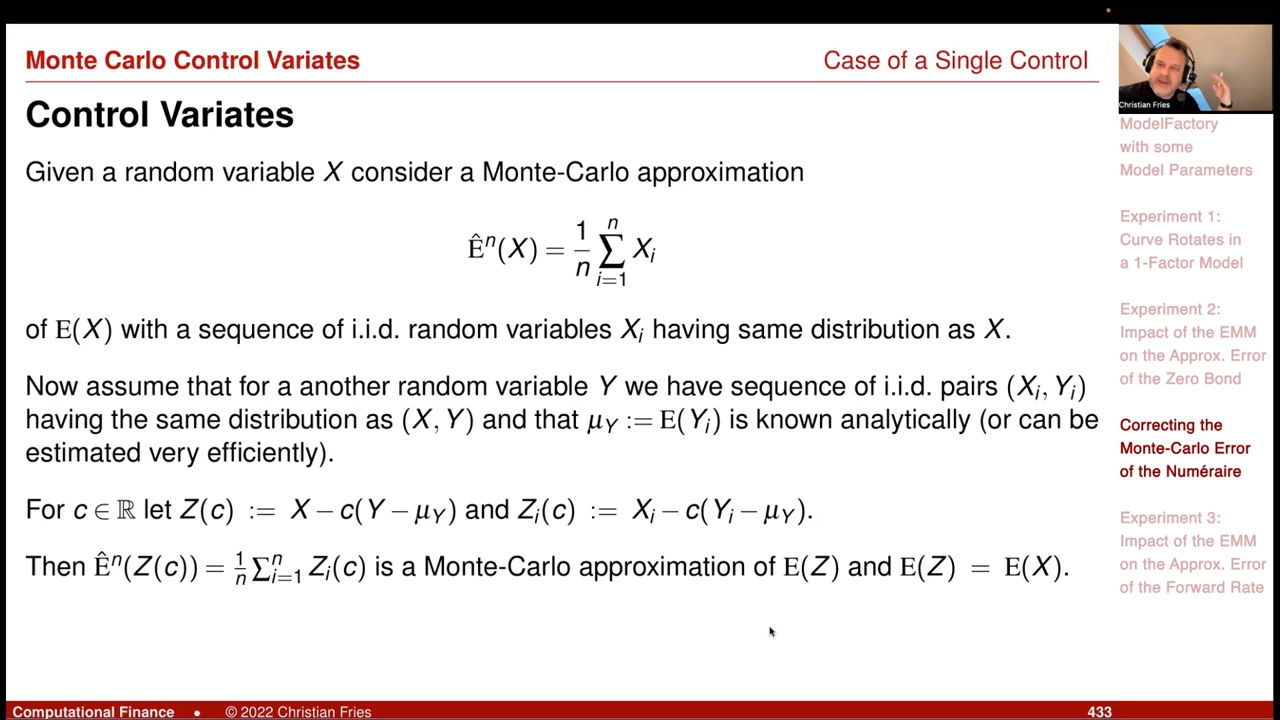 Monte Carlo Control Variates
Case of a Single Control
Control Variates
Given a random variable X consider a Monte-Carlo approximation
Ê^n(X) = 1/n ∑_{i=1}^{n} X_i
of E(X) with a sequence of i.i.d. random variables X_i having same distribution as X.
Now assume that for a another random variable Y we have sequence of i.i.d. pairs (X_i, Y_i)
having the same distribution as (X, Y) and that μ_Y := E(Y_i) is known analytically (or can be
estimated very efficiently).
For c ∈ ℝ let Z(c) := X − c(Y − μ_Y) and Z_i(c) := X_i − c(Y_i − μ_Y).
Then Ê^n(Z(c)) = 1/n ∑_{i=1}^{n} Z_i(c) is a Monte-Carlo approximation of E(Z) and E(Z) = E(X).
Christian Fries
ModelFactory
with some
Model Parameters
Experiment 1:
Curve Rotates in
a 1-Factor Model
Experiment 2:
Impact of the EMM
on the Approx. Error
of the Zero Bond
Correcting the
Monte-Carlo Error
of the Numéraire
Experiment 3:
Impact of the EMM
on the Approx. Error
of the Forward Rate
Computational Finance • © 2022 Christian Fries
433